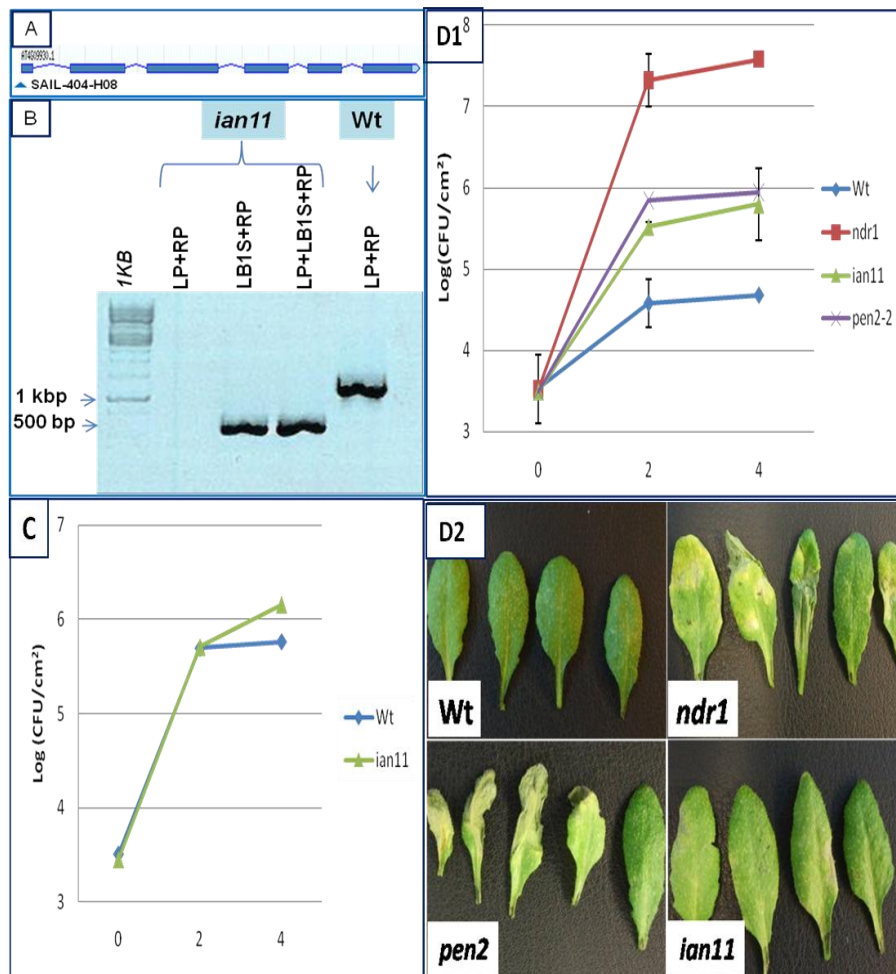 A
AT4G09930.1
SAIL-404-H08
B
ian11
Wt
1KB
LP+RP
LB1S+RP
LP+LB1S+RP
LP+RP
1 kbp
500 bp
C
7
6
5
4
3
0
2
4
Log (CFU/cm²)
Wt
ian11
D1
8
7
6
5
4
3
0
2
4
Log(CFU/cm²)
Wt
ndr1
ian11
pen2-2
D2
Wt
ndr1
pen2
ian11